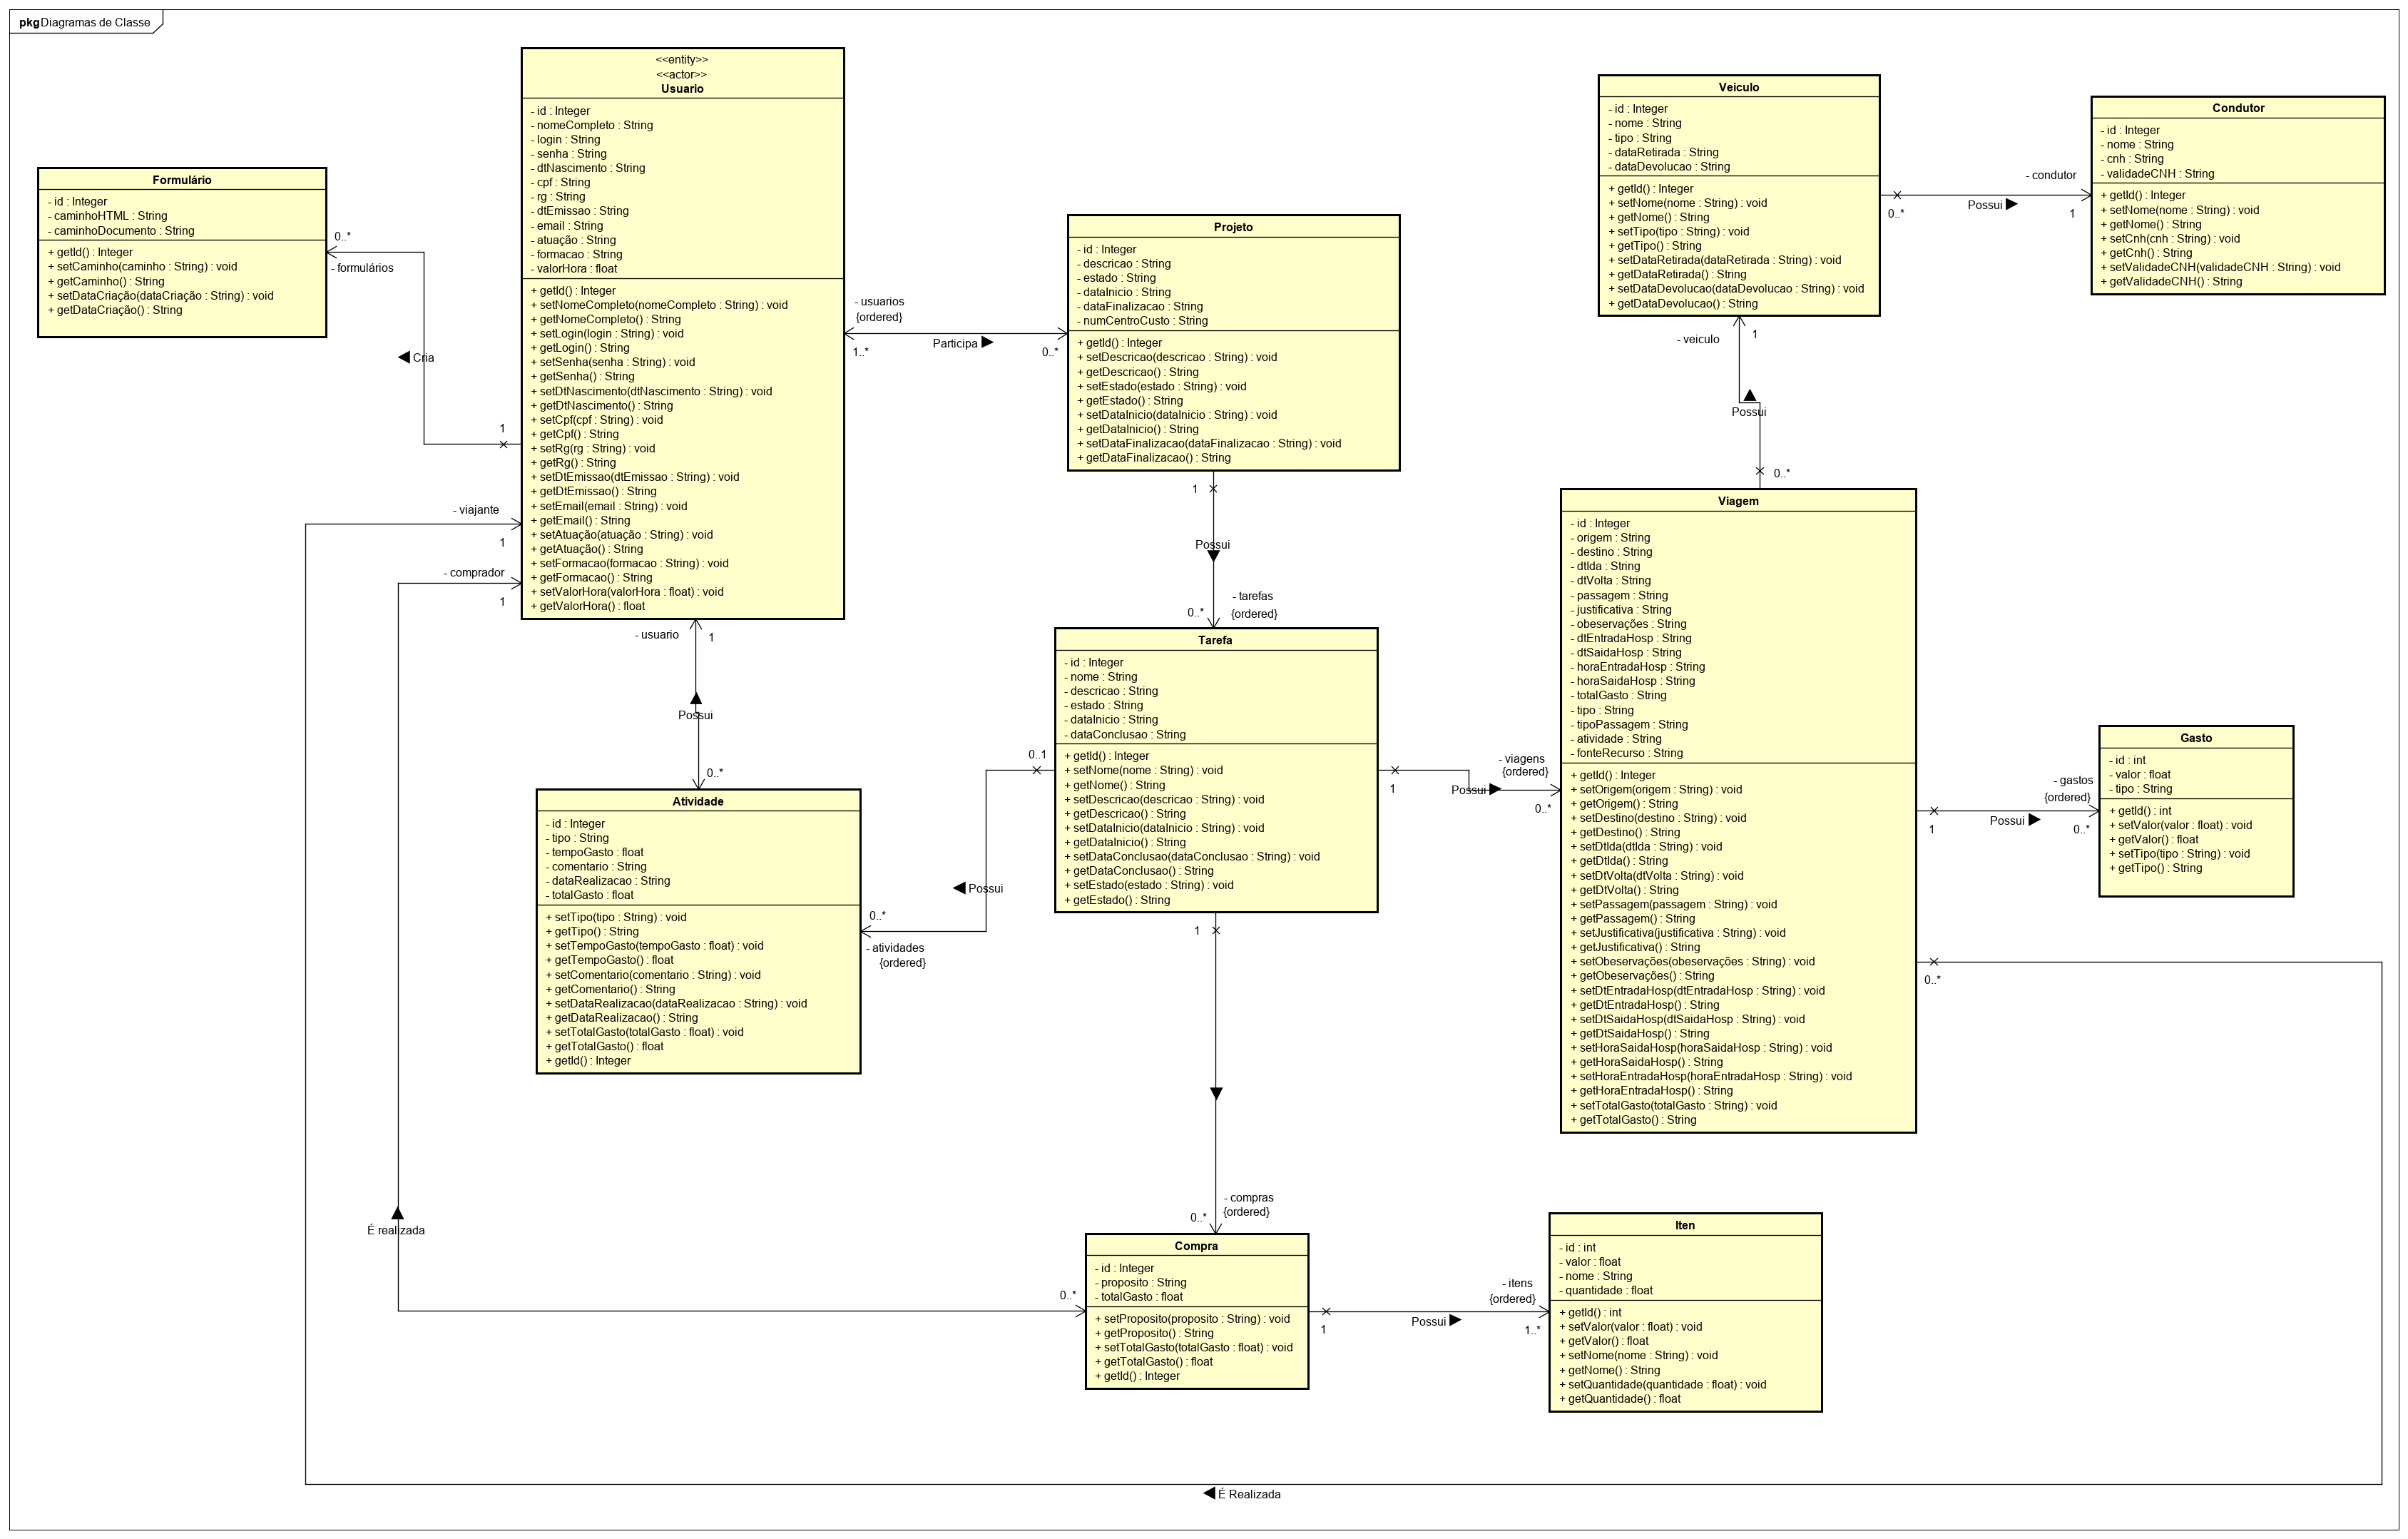 pkg Diagramas de Classe
<<entity>>
<<actor>>
Usuario
- id : Integer
- nomeCompleto : String
- login : String
- senha : String
- dtNascimento : String
- cpf : String
- rg : String
- dtEmissao : String
- email : String
- atuação : String
- formacao : String
- valorHora : float
+ getId() : Integer
+ setNomeCompleto(nomeCompleto : String) : void
+ getNomeCompleto() : String
+ setLogin(login : String) : void
+ getLogin() : String
+ setSenha(senha : String) : void
+ getSenha() : String
+ setDtNascimento(dtNascimento : String) : void
+ getDtNascimento() : String
+ setCpf(cpf : String) : void
+ getCpf() : String
+ setRg(rg : String) : void
+ getRg() : String
+ setDtEmissao(dtEmissao : String) : void
+ getDtEmissao() : String
+ setEmail(email : String) : void
+ getEmail() : String
+ setAtuação(atuação : String) : void
+ getAtuação() : String
+ setFormacao(formacao : String) : void
+ getFormacao() : String
+ setValorHora(valorHora : float) : void
+ getValorHora() : float
Formulário
- id : Integer
- caminhoHTML : String
- caminhoDocumento : String
+ getId() : Integer
+ setCaminho(caminho : String) : void
+ getCaminho() : String
+ setDataCriação(dataCriação : String) : void
+ getDataCriação() : String
0..*
- formulários
Cria
1
- viajante
1
- comprador
1
- usuario
1
Possui
0..*
- usuarios
{ordered}
1..*
Participa
0..*
Projeto
- id : Integer
- descricao : String
- estado : String
- dataInicio : String
- dataFinalizacao : String
- numCentroCusto : String
+ getId() : Integer
+ setDescricao(descricao : String) : void
+ getDescricao() : String
+ setEstado(estado : String) : void
+ getEstado() : String
+ setDataInicio(dataInicio : String) : void
+ getDataInicio() : String
+ setDataFinalizacao(dataFinalizacao : String) : void
+ getDataFinalizacao() : String
1
Possui
- tarefas
0..*
{ordered}
Veiculo
- id : Integer
- nome : String
- tipo : String
- dataRetirada : String
- dataDevolucao : String
+ getId() : Integer
+ setNome(nome : String) : void
+ getNome() : String
+ setTipo(tipo : String) : void
+ getTipo() : String
+ setDataRetirada(dataRetirada : String) : void
+ getDataRetirada() : String
+ setDataDevolucao(dataDevolucao : String) : void
+ getDataDevolucao() : String
0..*
Possui
- condutor
1
Condutor
- id : Integer
- nome : String
- cnh : String
- validadeCNH : String
+ getId() : Integer
+ setNome(nome : String) : void
+ getNome() : String
+ setCnh(cnh : String) : void
+ getCnh() : String
+ setValidadeCNH(validadeCNH : String) : void
+ getValidadeCNH() : String
- veiculo
1
Possui
0..*
Viagem
- id : Integer
- origem : String
- destino : String
- dtIda : String
- dtVolta : String
- passagem : String
- justificativa : String
- obeservações : String
- dtEntradaHosp : String
- dtSaidaHosp : String
- horaEntradaHosp : String
- horaSaidaHosp : String
- totalGasto : String
- tipo : String
- tipoPassagem : String
- atividade : String
- fonteRecurso : String
+ getId() : Integer
+ setOrigem(origem : String) : void
+ getOrigem() : String
+ setDestino(destino : String) : void
+ getDestino() : String
+ setDtIda(dtIda : String) : void
+ getDtIda() : String
+ setDtVolta(dtVolta : String) : void
+ getDtVolta() : String
+ setPassagem(passagem : String) : void
+ getPassagem() : String
+ setJustificativa(justificativa : String) : void
+ getJustificativa() : String
+ setObeservações(obeservações : String) : void
+ getObeservações() : String
+ setDtEntradaHosp(dtEntradaHosp : String) : void
+ getDtEntradaHosp() : String
+ setDtSaidaHosp(dtSaidaHosp : String) : void
+ getDtSaidaHosp() : String
+ setHoraSaidaHosp(horaSaidaHosp : String) : void
+ getHoraSaidaHosp() : String
+ setHoraEntradaHosp(horaEntradaHosp : String) : void
+ getHoraEntradaHosp() : String
+ setTotalGasto(totalGasto : String) : void
+ getTotalGasto() : String
Tarefa
- id : Integer
- nome : String
- descricao : String
- estado : String
- dataInicio : String
- dataConclusao : String
+ getId() : Integer
+ setNome(nome : String) : void
+ getNome() : String
+ setDescricao(descricao : String) : void
+ getDescricao() : String
+ setDataInicio(dataInicio : String) : void
+ getDataInicio() : String
+ setDataConclusao(dataConclusao : String) : void
+ getDataConclusao() : String
+ setEstado(estado : String) : void
+ getEstado() : String
0..1
Possui
0..*
- atividades
{ordered}
1
Possui
- viagens
{ordered}
0..*
1
Possui
- gastos
{ordered}
0..*
0..*
Gasto
- id : int
- valor : float
- tipo : String
+ getId() : int
+ setValor(valor : float) : void
+ getValor() : float
+ setTipo(tipo : String) : void
+ getTipo() : String
Atividade
- id : Integer
- tipo : String
- tempoGasto : float
- comentario : String
- dataRealizacao : String
- totalGasto : float
+ setTipo(tipo : String) : void
+ getTipo() : String
+ setTempoGasto(tempoGasto : float) : void
+ getTempoGasto() : float
+ setComentario(comentario : String) : void
+ getComentario() : String
+ setDataRealizacao(dataRealizacao : String) : void
+ getDataRealizacao() : String
+ setTotalGasto(totalGasto : float) : void
+ getTotalGasto() : float
+ getId() : Integer
1
- compras
0..*
{ordered}
É realizada
0..*
Compra
- id : Integer
- proposito : String
- totalGasto : float
+ setProposito(proposito : String) : void
+ getProposito() : String
+ setTotalGasto(totalGasto : float) : void
+ getTotalGasto() : float
+ getId() : Integer
1
Possui
- itens
{ordered}
1..*
Iten
- id : int
- valor : float
- nome : String
- quantidade : float
+ getId() : int
+ setValor(valor : float) : void
+ getValor() : float
+ setNome(nome : String) : void
+ getNome() : String
+ setQuantidade(quantidade : float) : void
+ getQuantidade() : float
É Realizada